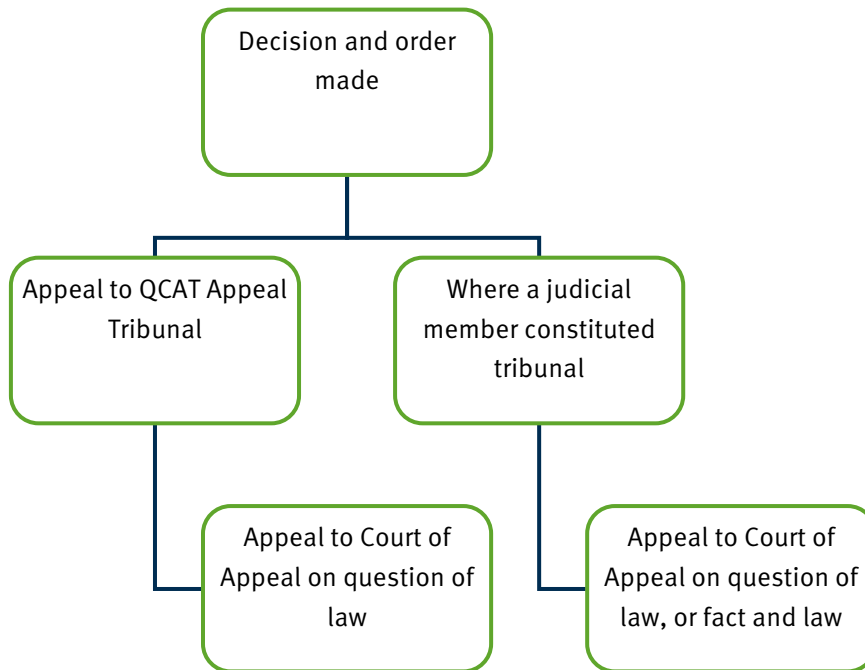 Decision and order
made
Appeal to QCAT Appeal
Tribunal
Where a judicial
member constituted
tribunal
Appeal to Court of
Appeal on question of
law
Appeal to Court of
Appeal on question of
law, or fact and law